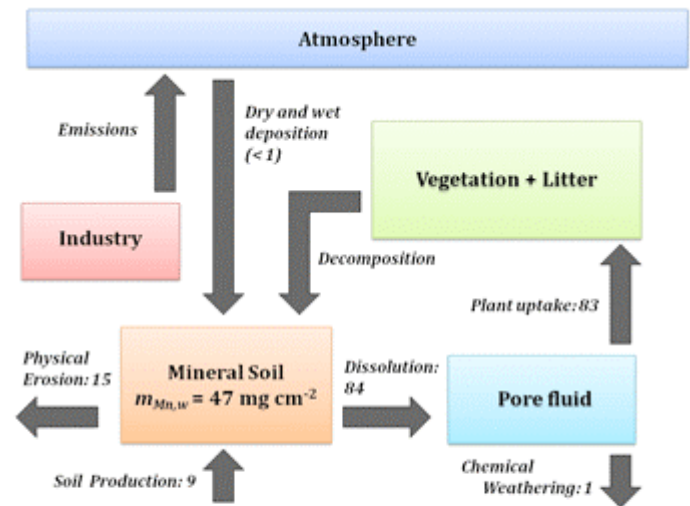 Atmosphere
Emissions
Dry and wet
deposition
(< 1)
Vegetation + Litter
Industry
Decomposition
Plant uptake: 83
Physical
Erosion: 15
Mineral Soil
mMn,w = 47 mg cm-2
Dissolution:
84
Pore fluid
Soil Production: 9
Chemical
Weathering: 1